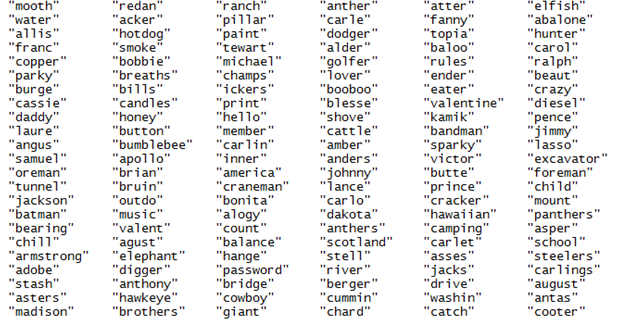 "mooth" "redan" "ranch" "anther" "atter" "elfish"
"water" "acker" "pillar" "carle" "fanny" "abalone"
"allis" "hotdog" "paint" "dodger" "topia" "hunter"
"franc" "smoke" "tewart" "alder" "baloo" "carol"
"copper" "bobbie" "michael" "golfer" "rules" "ralph"
"parky" "breaths" "champs" "lover" "ender" "beaut"
"burge" "bills" "ickers" "booboo" "eater" "crazy"
"cassie" "candles" "print" "blesse" "valentine" "diesel"
"daddy" "honey" "hello" "shove" "kamik" "pence"
"laure" "button" "member" "cattle" "bandman" "jimmy"
"angus" "bumblebee" "carlin" "amber" "sparky" "lasso"
"samuel" "apollo" "inner" "anders" "victor" "excavator"
"oreman" "brian" "america" "johnny" "butte" "foreman"
"tunnel" "bruin" "craneman" "lance" "prince" "child"
"jackson" "outdo" "bonita" "carlo" "cracker" "mount"
"batman" "music" "alogy" "dakota" "hawaiian" "panthers"
"bearing" "valent" "count" "anthers" "camping" "asper"
"chill" "agust" "balance" "scotland" "carlet" "school"
"armstrong" "elephant" "hange" "stell" "asses" "steelers"
"adobe" "digger" "password" "river" "jacks" "carlings"
"stash" "anthony" "bridge" "berger" "drive" "august"
"asters" "hawkeye" "cowboy" "cummin" "washin" "antas"
"madison" "brothers" "giant" "chard" "catch" "cooter"